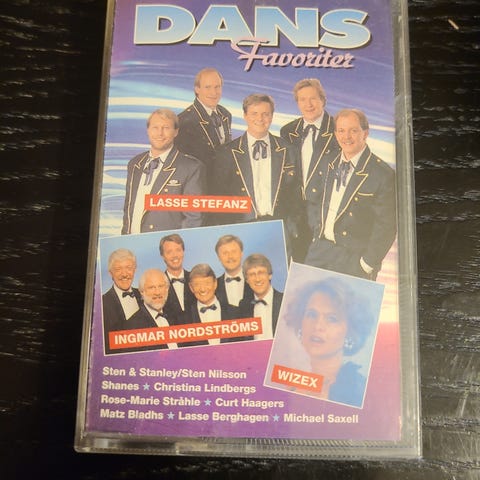 DANS
Favoriter
LASSE STEFANZ
INGMAR NORDSTRÖMS
WIZEX
Sten & Stanley/Sten Nilsson
Shanes ★ Christina Lindbergs
Rose-Marie Stråhle ★ Curt Haagers
Matz Bladhs ★ Lasse Berghagen ★ Michael Saxell